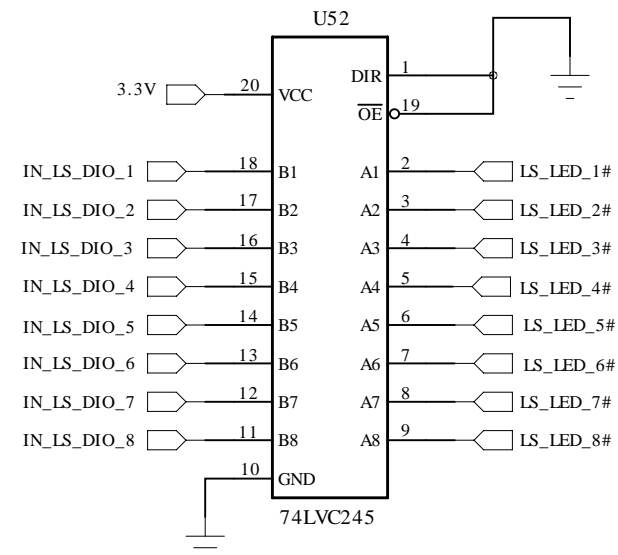 U52
DIR 1
3.3V 20 VCC
OE 19
IN_LS_DIO_1 18 B1 A1 2 LS_LED_1#
IN_LS_DIO_2 17 B2 A2 3 LS_LED_2#
IN_LS_DIO_3 16 B3 A3 4 LS_LED_3#
IN_LS_DIO_4 15 B4 A4 5 LS_LED_4#
IN_LS_DIO_5 14 B5 A5 6 LS_LED_5#
IN_LS_DIO_6 13 B6 A6 7 LS_LED_6#
IN_LS_DIO_7 12 B7 A7 8 LS_LED_7#
IN_LS_DIO_8 11 B8 A8 9 LS_LED_8#
10 GND
74LVC245